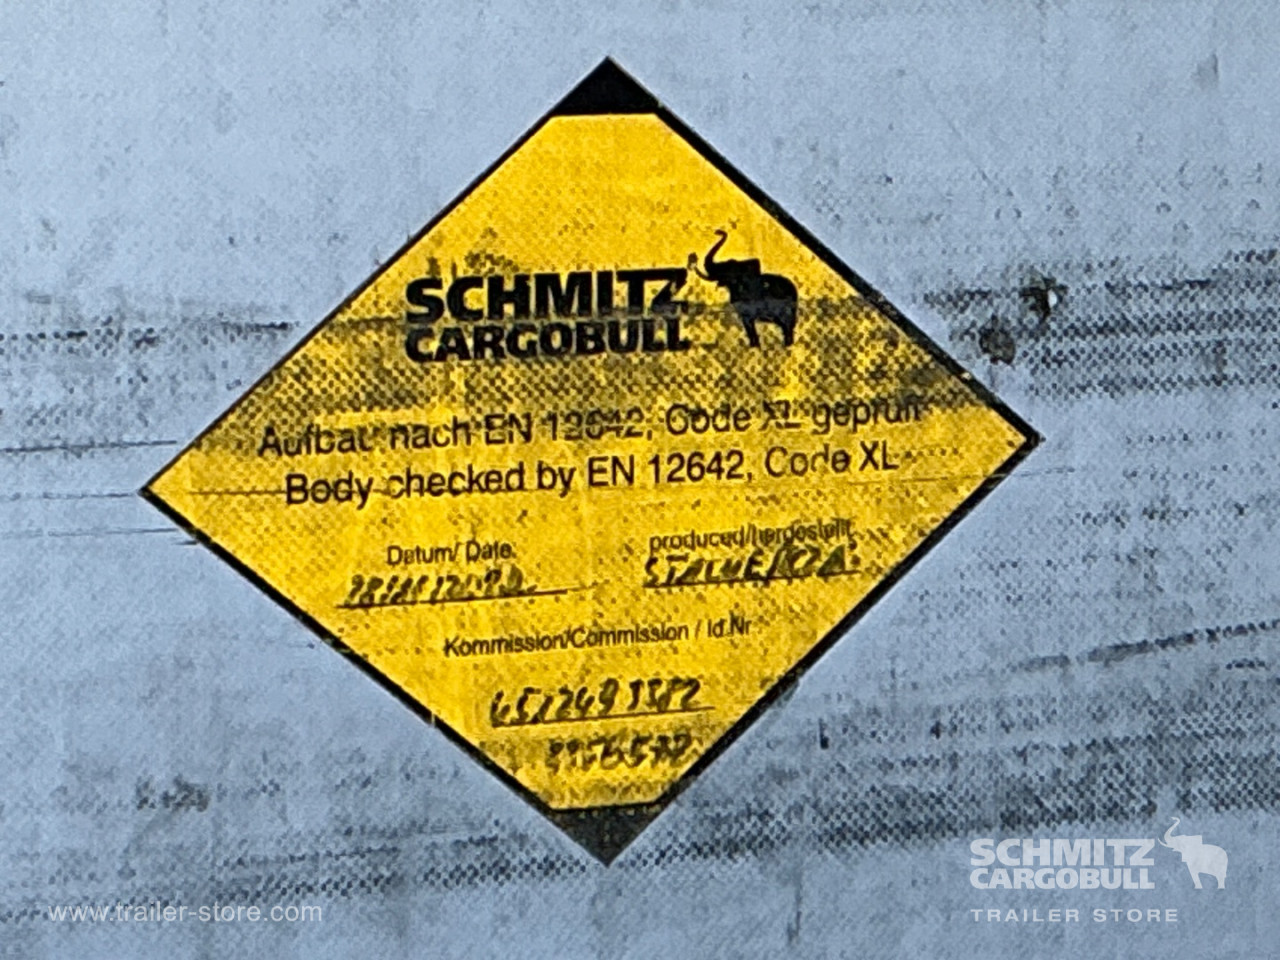 SCHMITZ
CARGOBULL
Aufbau nach EN 12642, Code XL geprüft
Body checked by EN 12642, Code XL
Datum/ Date
produced/hergestellt
Kommission/Commission / Id.Nr
www.trailer-store.com
SCHMITZ
CARGOBULL
TRAILER STORE